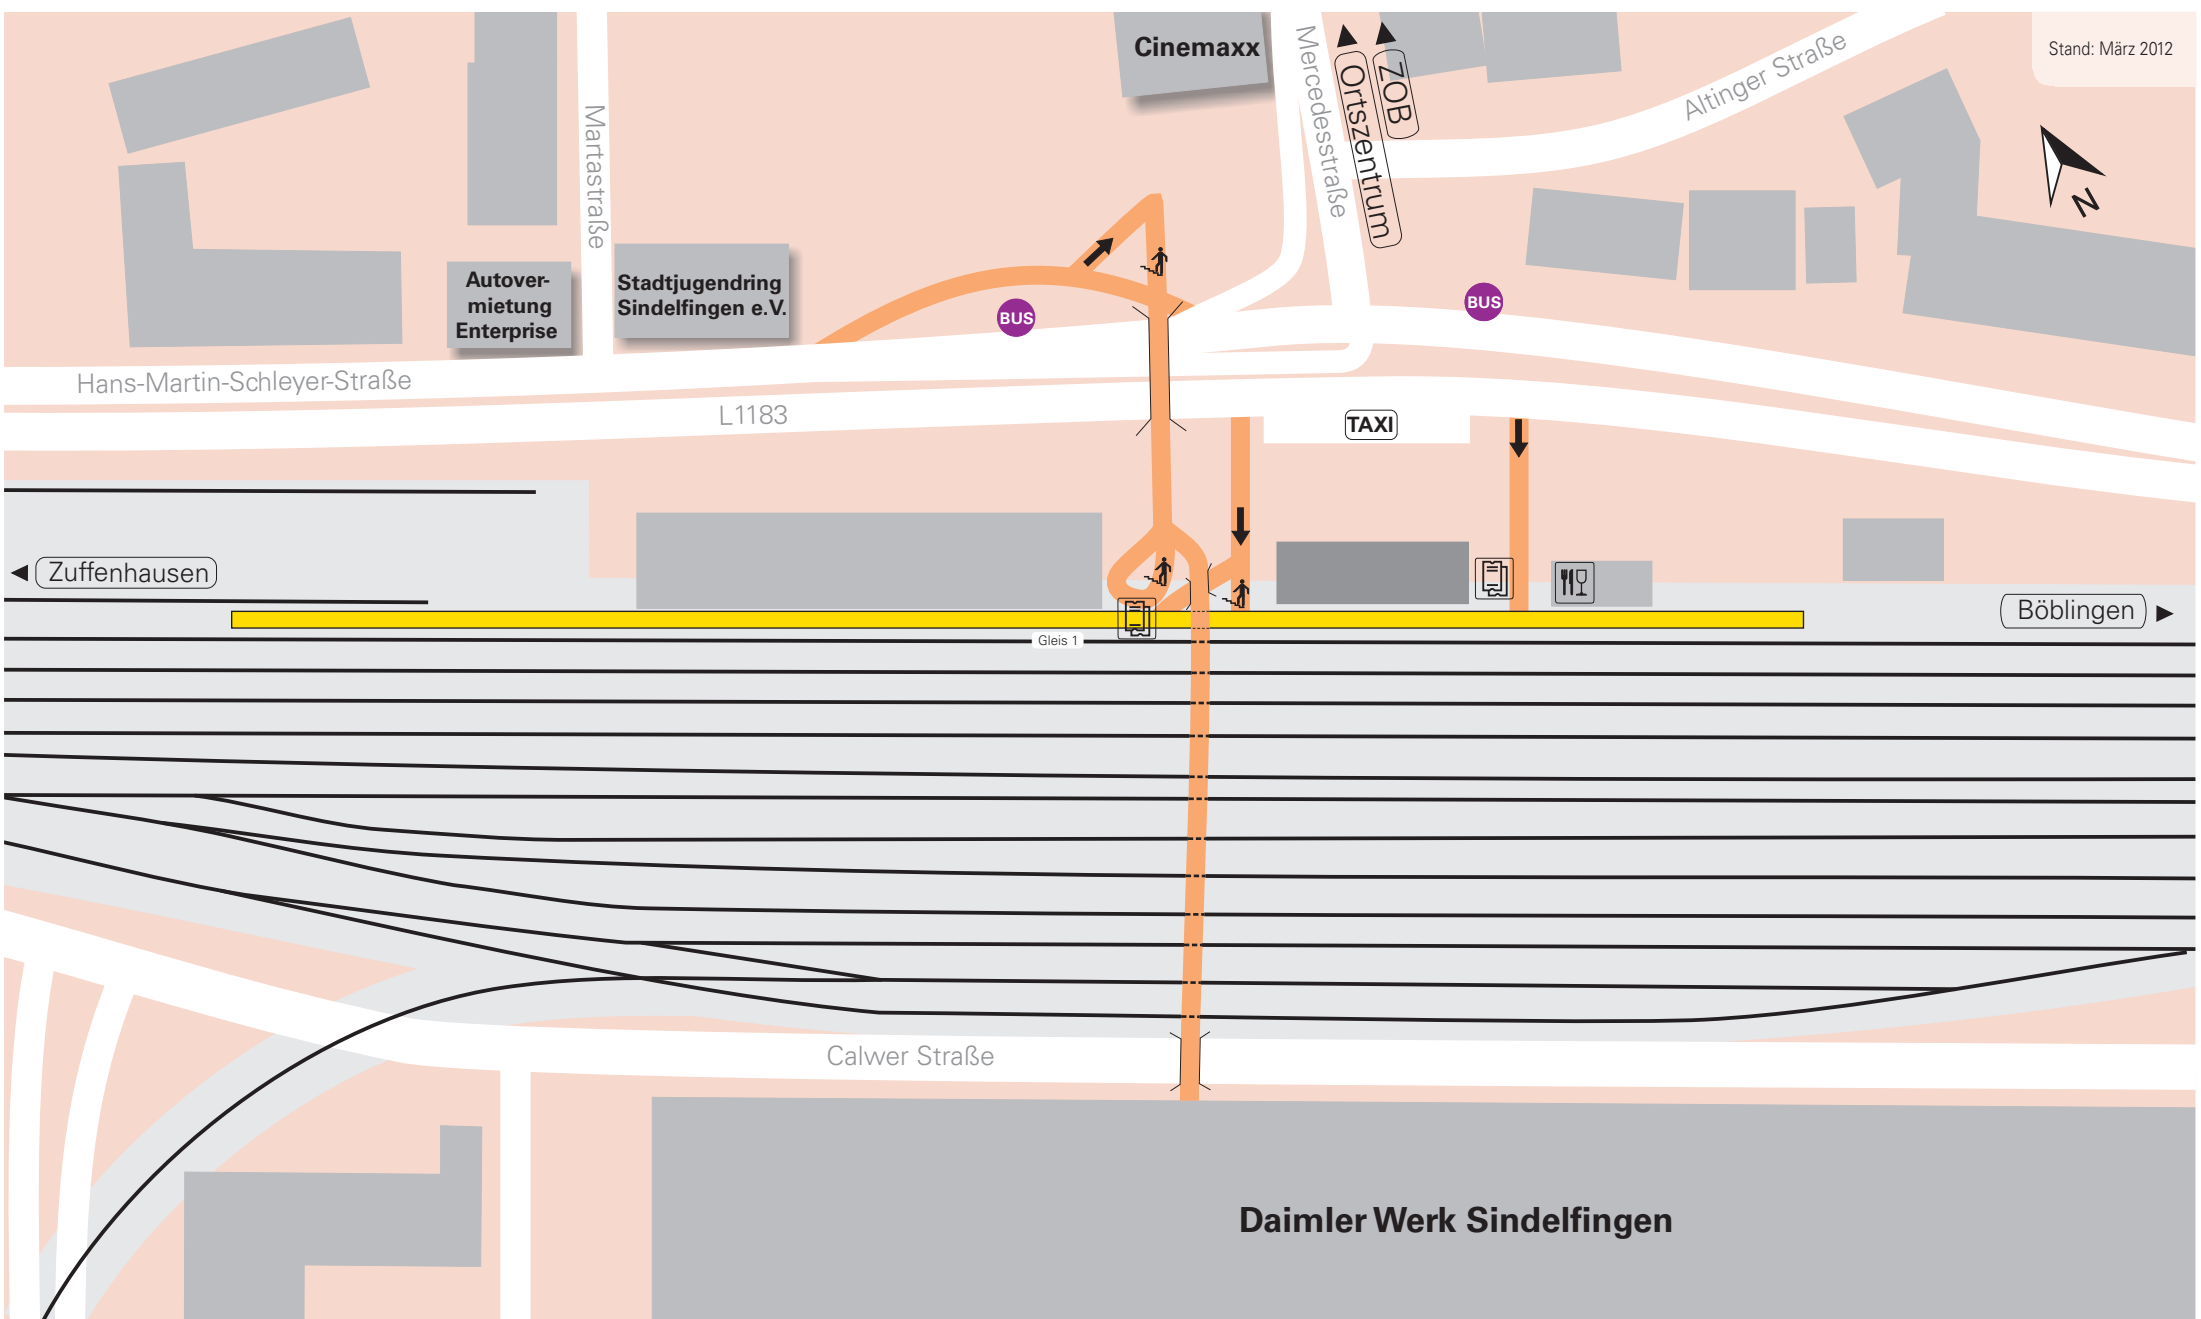 Cinemaxx
Mercedesstraße
Ortszentrum
ZOB
Altinger Straße
Stand: März 2012
N
Martastraße
Autover-
mietung
Enterprise
Stadtjugendring
Sindelfingen e.V.
BUS
BUS
Hans-Martin-Schleyer-Straße
L1183
TAXI
Zuffenhausen
Böblingen
Gleis 1
Calwer Straße
Daimler Werk Sindelfingen